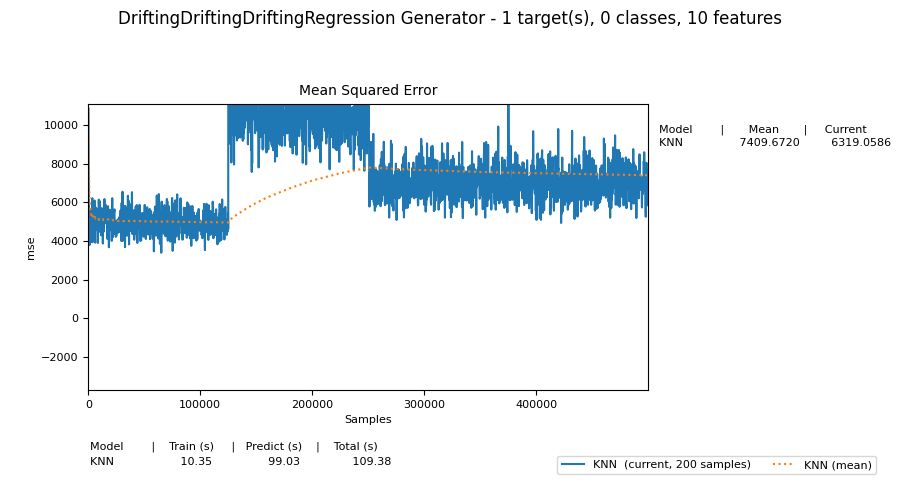 DriftingDriftingDriftingRegression Generator - 1 target(s), 0 classes, 10 features
Mean Squared Error
10000
8000
6000
4000
2000
0
−2000
mse
0 100000 200000 300000 400000
Samples
Model | Mean | Current
KNN 7409.6720 6319.0586
Model | Train (s) | Predict (s) | Total (s)
KNN 10.35 99.03 109.38
KNN (current, 200 samples) KNN (mean)